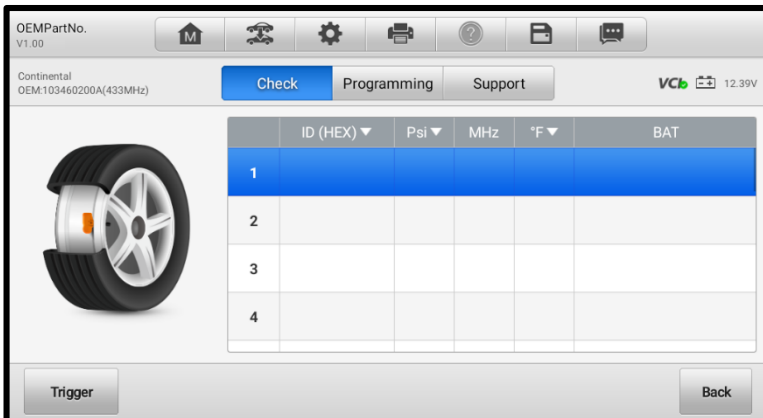 OEMPartNo.
V1.00
M
?
Continental
OEM:103460200A(433MHz)
Check Programming Support
VCI 12.39V
ID (HEX) ▼ Psi ▼ MHz °F ▼ BAT
1
2
3
4
Trigger Back